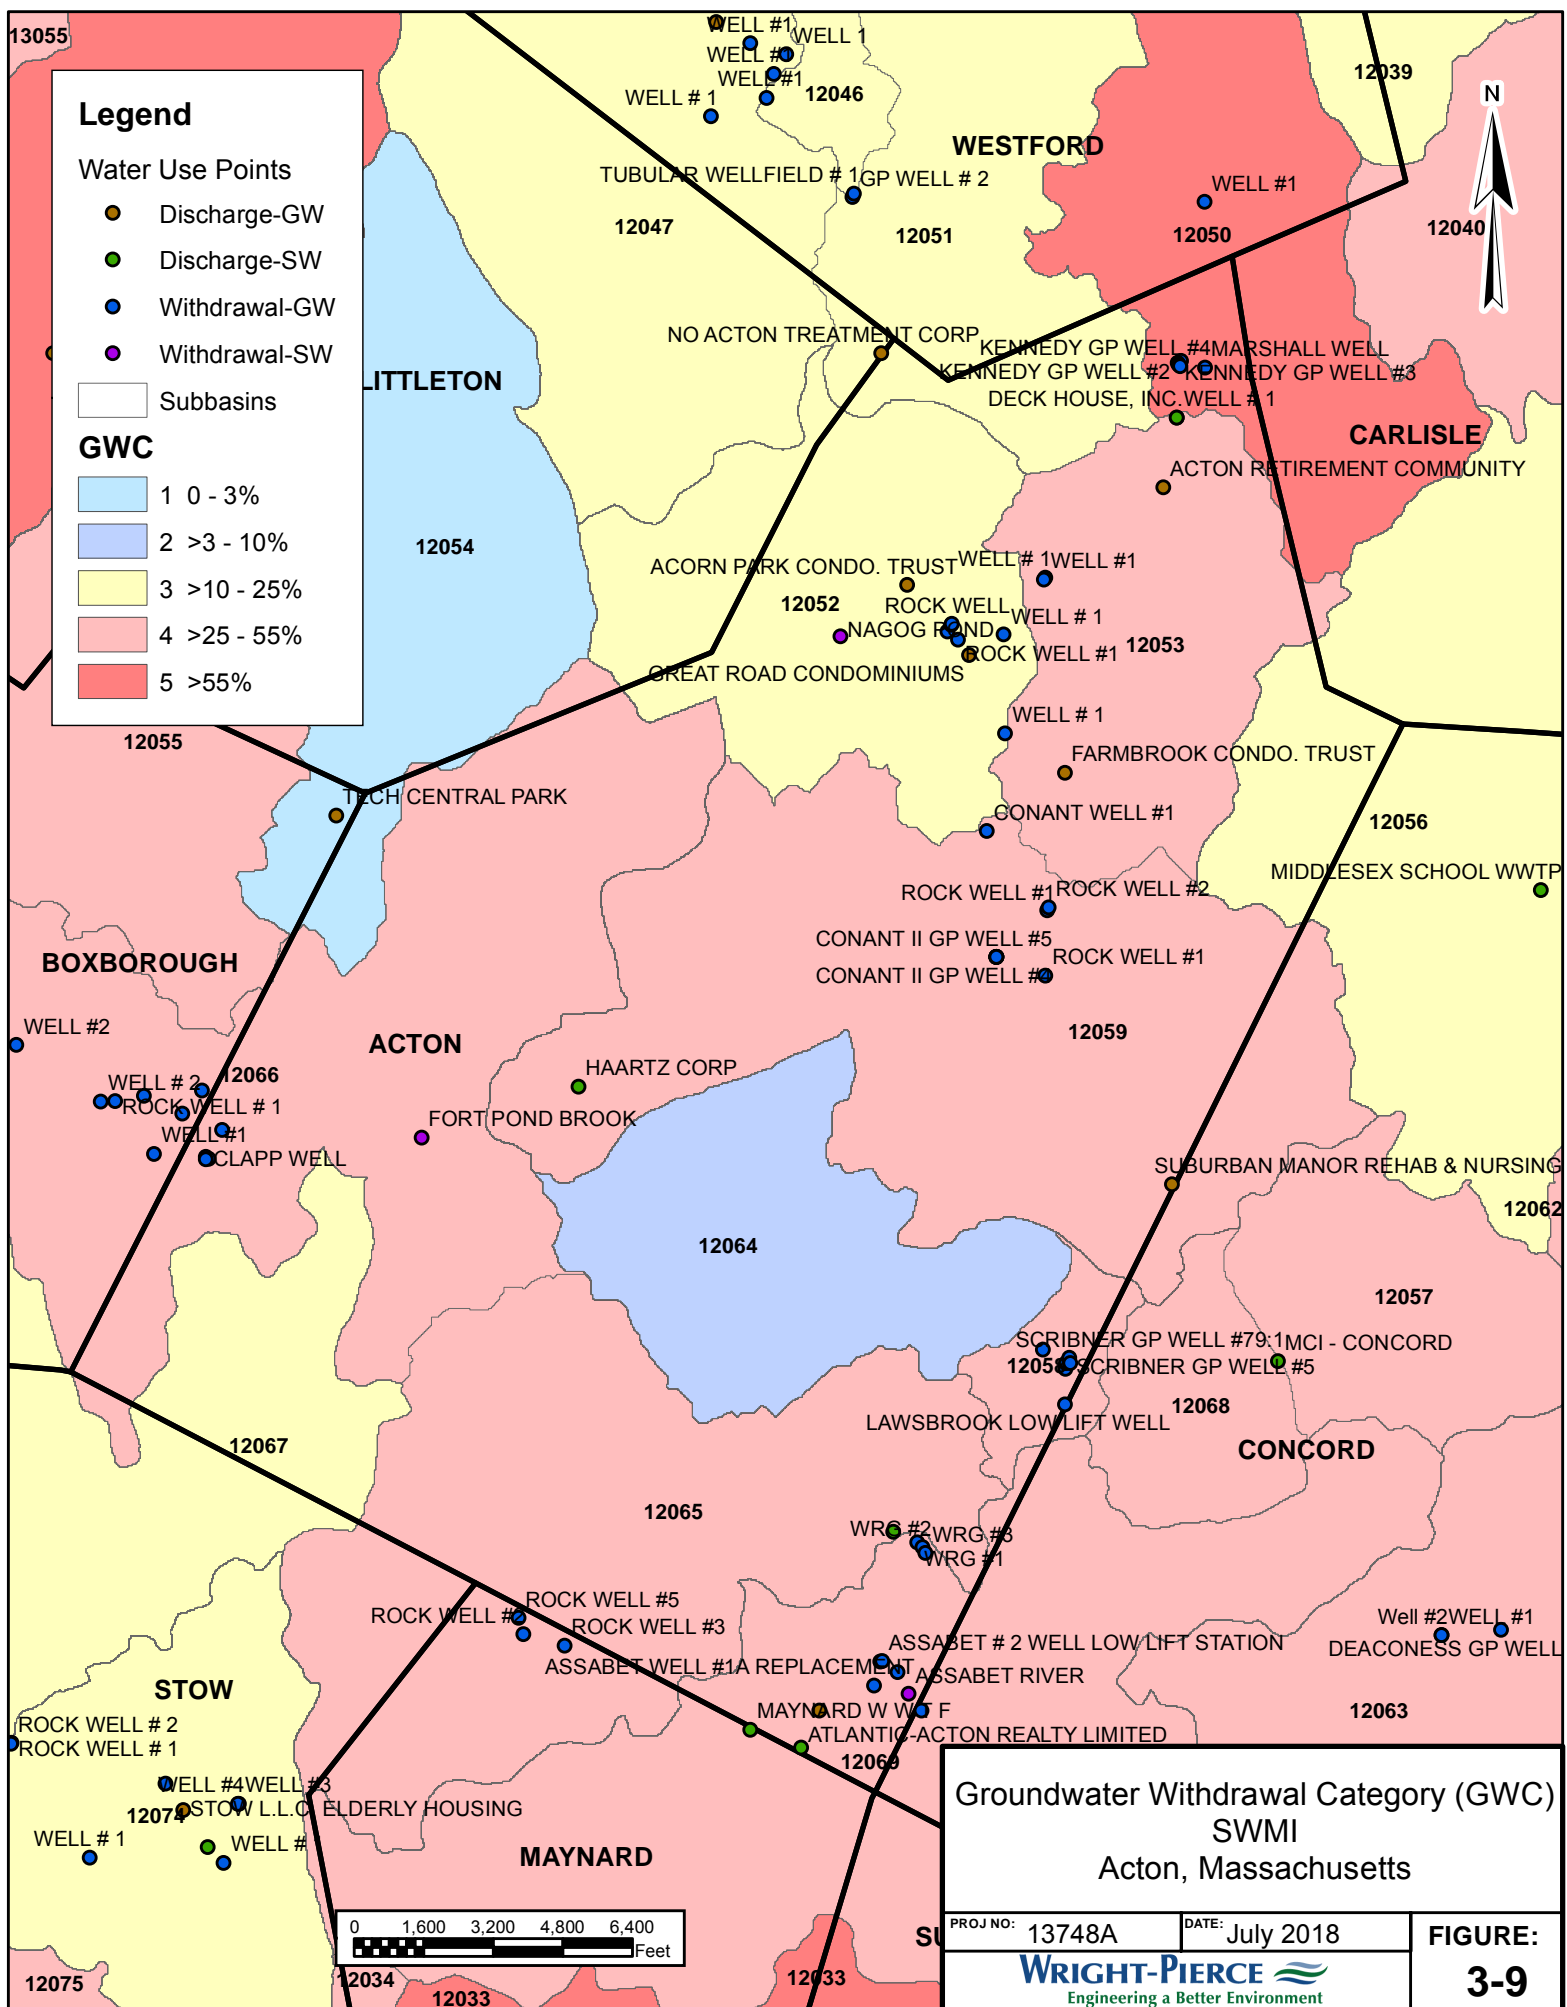 13055
WELL #1
WELL 1
WELL #1
WELL #1
12046
WELL # 1
12039
N
Legend
Water Use Points
Discharge-GW
Discharge-SW
Withdrawal-GW
Withdrawal-SW
Subbasins
GWC
1 0 - 3%
2 >3 - 10%
3 >10 - 25%
4 >25 - 55%
5 >55%
WESTFORD
TUBULAR WELLFIELD # 1
GP WELL # 2
WELL #1
12047
12051
12050
12040
NO ACTON TREATMENT CORP
KENNEDY GP WELL #4
MARSHALL WELL
KENNEDY GP WELL #2
KENNEDY GP WELL #3
LITTLETON
DECK HOUSE, INC.
WELL # 1
CARLISLE
ACTON RETIREMENT COMMUNITY
12054
ACORN PARK CONDO. TRUST
WELL # 1
WELL #1
12052
ROCK WELL
WELL # 1
NAGOG POND
12053
ROCK WELL #1
GREAT ROAD CONDOMINIUMS
WELL # 1
12055
FARMBROOK CONDO. TRUST
TECH CENTRAL PARK
CONANT WELL #1
12056
MIDDLESEX SCHOOL WWTP
ROCK WELL #1
ROCK WELL #2
CONANT II GP WELL #5
ROCK WELL #1
BOXBOROUGH
CONANT II GP WELL #4
WELL #2
ACTON
12059
HAARTZ CORP
12066
WELL # 2
ROCK WELL # 1
FORT POND BROOK
WELL #1
CLAPP WELL
SUBURBAN MANOR REHAB & NURSING
12062
12064
12057
SCRIBNER GP WELL #79:1
MCI - CONCORD
12058
SCRIBNER GP WELL #5
12068
LAWSBROOK LOW LIFT WELL
12067
CONCORD
12065
WRG #2
WRG #3
WRG #1
ROCK WELL #5
ROCK WELL #3
Well #2
WELL #1
ASSABET # 2 WELL LOW LIFT STATION
DEACONESS GP WELL
ASSABET WELL #1A REPLACEMENT
ASSABET RIVER
STOW
MAYNARD W W T F
12063
ROCK WELL # 2
ATLANTIC-ACTON REALTY LIMITED
ROCK WELL # 1
12069
WELL #4
WELL #3
12074
STOW L.L.C. ELDERLY HOUSING
WELL # 1
WELL #
MAYNARD
Groundwater Withdrawal Category (GWC)
SWMI
Acton, Massachusetts
0 1,600 3,200 4,800 6,400
Feet
PROJ NO: 13748A
DATE: July 2018
FIGURE:
3-9
WRIGHT-PIERCE
Engineering a Better Environment
12075
12034
12033
12033